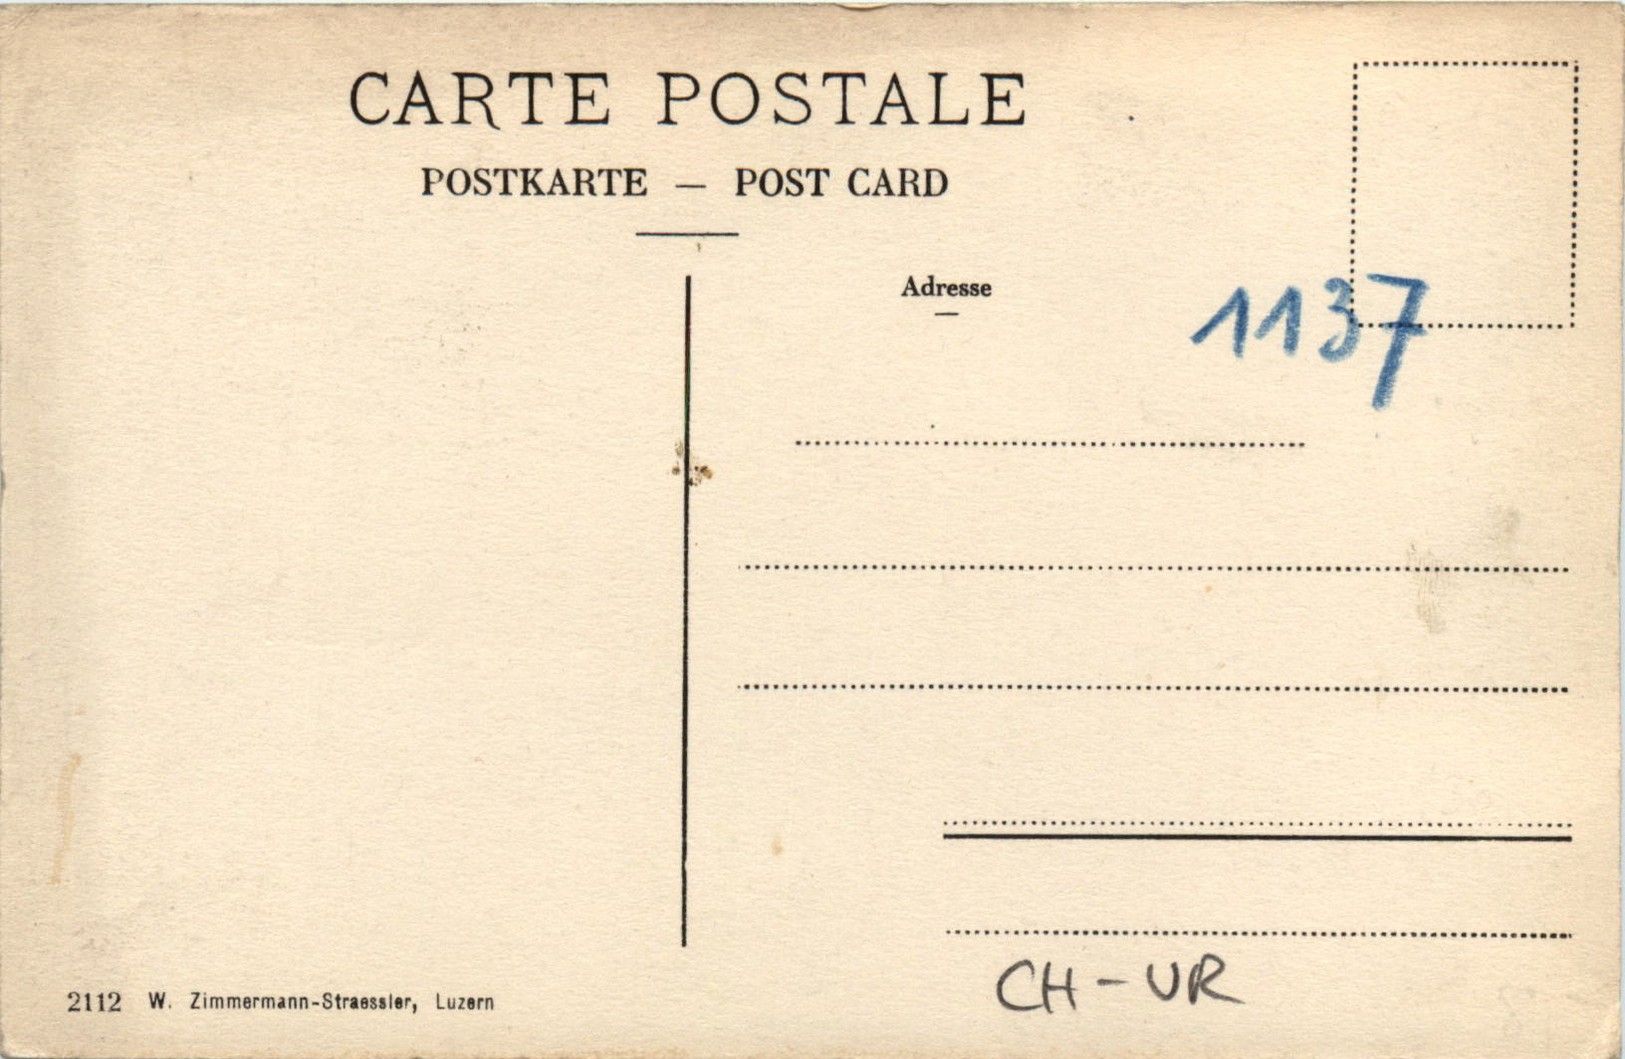 CARTE POSTALE
POSTKARTE — POST CARD
Adresse
1137
CH-UR
2112 W. Zimmermann-Straessler, Luzern